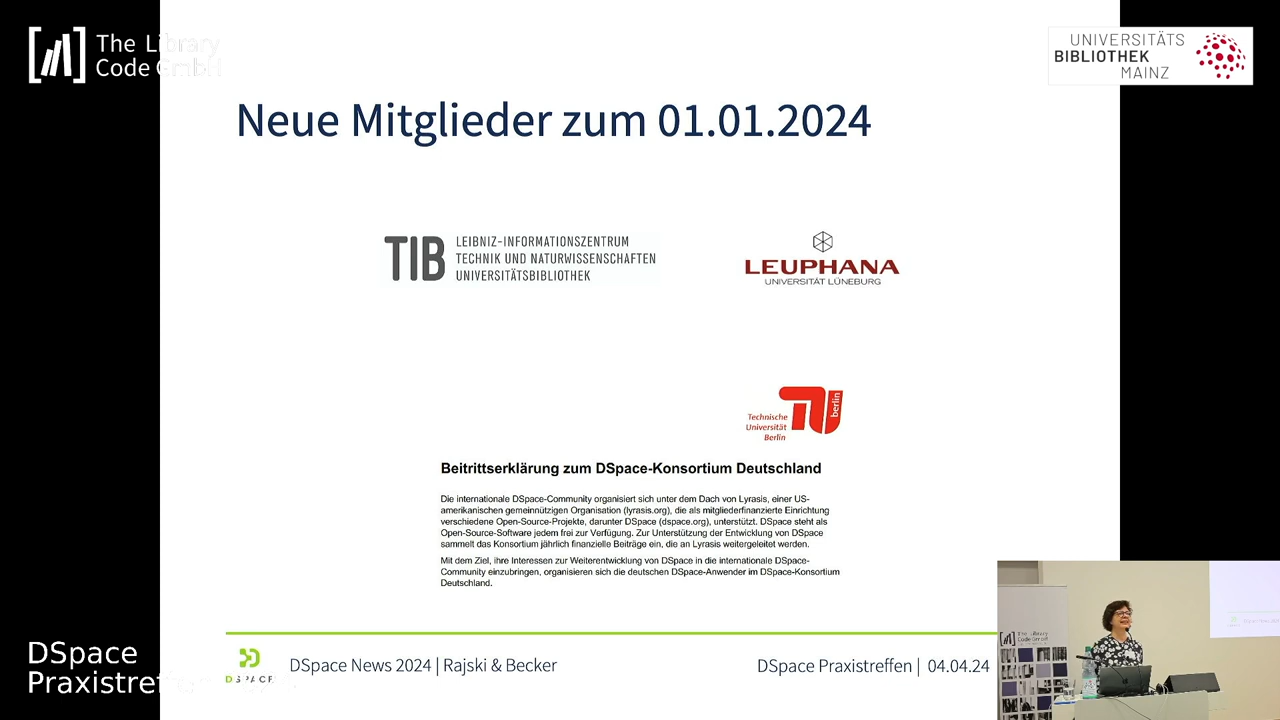 The Library
Code GmbH
UNIVERSITÄTS
BIBLIOTHEK
MAINZ
Neue Mitglieder zum 01.01.2024
TIB
LEIBNIZ-INFORMATIONSZENTRUM
TECHNIK UND NATURWISSENSCHAFTEN
UNIVERSITÄTSBIBLIOTHEK
LEUPHANA
UNIVERSITÄT LÜNEBURG
berlin
Technische
Universität
Berlin
Beitrittserklärung zum DSpace-Konsortium Deutschland
Die internationale DSpace-Community organisiert sich unter dem Dach von Lyrasis, einer US-
amerikanischen gemeinnützigen Organisation (lyrasis.org), die als mitgliederfinanzierte Einrichtung
verschiedene Open-Source-Projekte, darunter DSpace (dspace.org), unterstützt. DSpace steht als
Open-Source-Software jedem frei zur Verfügung. Zur Unterstützung der Entwicklung von DSpace
sammelt das Konsortium jährlich finanzielle Beiträge ein, die an Lyrasis weitergeleitet werden.
Mit dem Ziel, ihre Interessen zur Weiterentwicklung von DSpace in die internationale DSpace-
Community einzubringen, organisieren sich die deutschen DSpace-Anwender im DSpace-Konsortium
Deutschland.
DSPACE
DSpace News 2024 | Rajski & Becker
DSpace Praxistreffen | 04.04.24
DSpace
Praxistreffen
The Library
Code GmbH